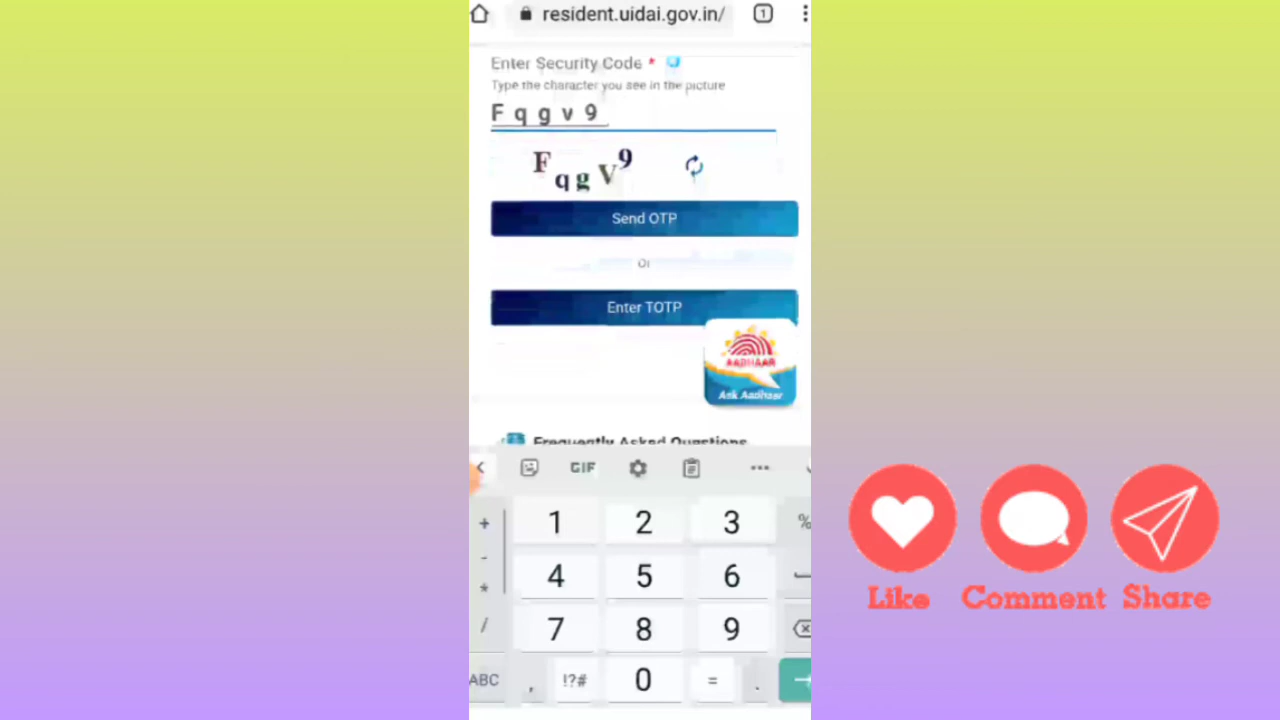 resident.uidai.gov.in/ 1
Enter Security Code *
Type the character you see in the picture
F q g v 9
F q g V 9
Send OTP
Or
Enter TOTP
AADHAAR
Ask Aadhaar
Frequently Asked Questions
GIF
+ 1 2 3 %
-
* 4 5 6
/ 7 8 9
ABC , !?# 0 = .
Like Comment Share